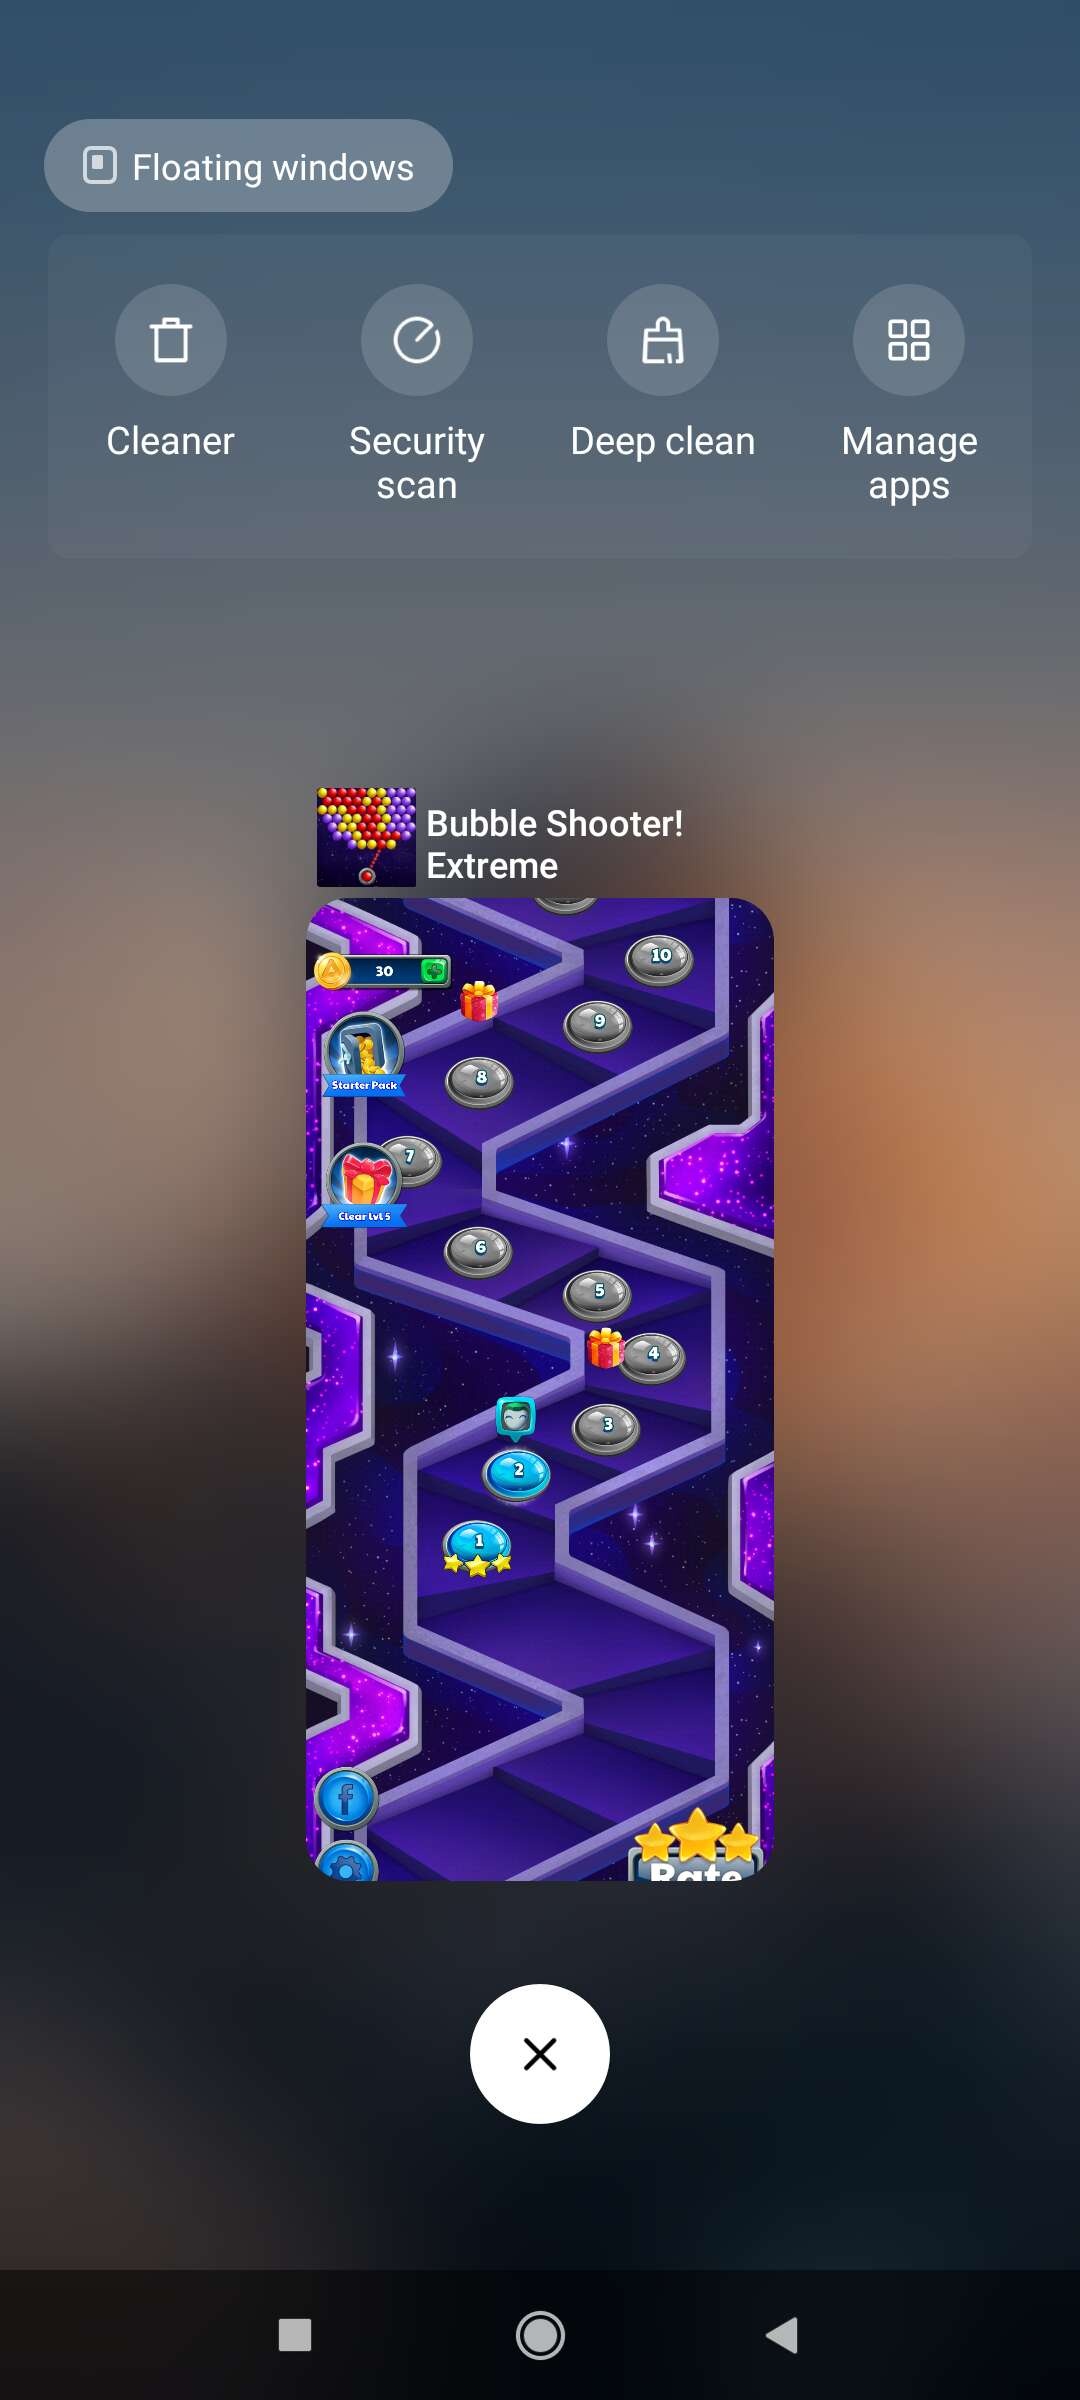 Floating windows
Cleaner
Security
scan
Deep clean
Manage
apps
Bubble Shooter!
Extreme
10
30
9
8
Starter Pack
7
Clear Lvl 5
6
5
4
3
2
1
Rate